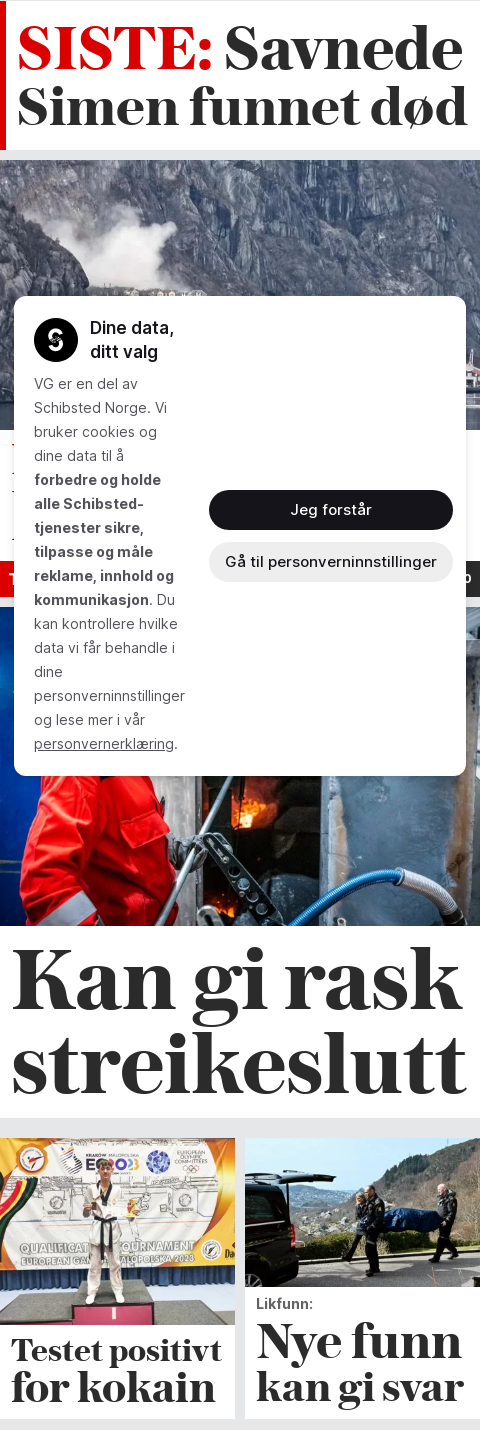 SISTE: Savnede
Simen funnet død
Dine data,
ditt valg
VG er en del av
Schibsted Norge. Vi
bruker cookies og
dine data til å
forbedre og holde
alle Schibsted-
tjenester sikre,
tilpasse og måle
reklame, innhold og
kommunikasjon. Du
kan kontrollere hvilke
data vi får behandle i
dine
personverninnstillinger
og lese mer i vår
personvernerklæring.
Jeg forstår
Gå til personverninnstillinger
Kan gi rask
streikeslutt
KRAKÓW MAŁOPOLSKA
EUROPEAN
OLYMPIC
COMMITTEES
QUALIFICATION TOURNAMENT
EUROPEAN GAMES MAŁOPOLSKA 2023
Testet positivt
for kokain
Likfunn:
Nye funn
kan gi svar